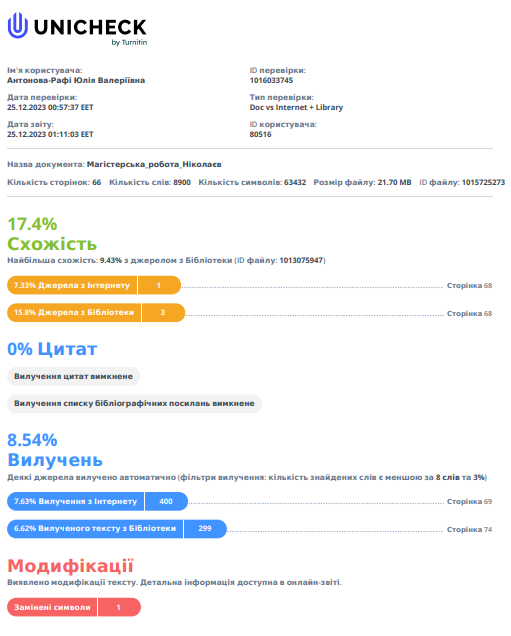 UNICHECK
by Turnitin
Ім'я користувача:
Антонова-Рафі Юлія Валеріївна
ID перевірки:
1016033745
Дата перевірки:
25.12.2023 00:57:37 EET
Тип перевірки:
Doc vs Internet + Library
Дата звіту:
25.12.2023 01:11:03 EET
ID користувача:
80516
Назва документа: Магістерська_робота_Ніколаєв
Кількість сторінок: 66 Кількість слів: 8900 Кількість символів: 63432 Розмір файлу: 21.70 MB ID файлу: 1015725273
17.4%
Схожість
Найбільша схожість: 9.43% з джерелом з Бібліотеки (ID файлу: 1013075947)
7.33% Джерела з Інтернету 1 Сторінка 68
15.8% Джерела з Бібліотеки 3 Сторінка 68
0% Цитат
Вилучення цитат вимкнене
Вилучення списку бібліографічних посилань вимкнене
8.54%
Вилучень
Деякі джерела вилучено автоматично (фільтри вилучення: кількість знайдених слів є меншою за 8 слів та 3%)
7.63% Вилучення з Інтернету 400 Сторінка 69
6.62% Вилученого тексту з Бібліотеки 299 Сторінка 74
Модифікації
Виявлено модифікації тексту. Детальна інформація доступна в онлайн-звіті.
Замінені символи 1